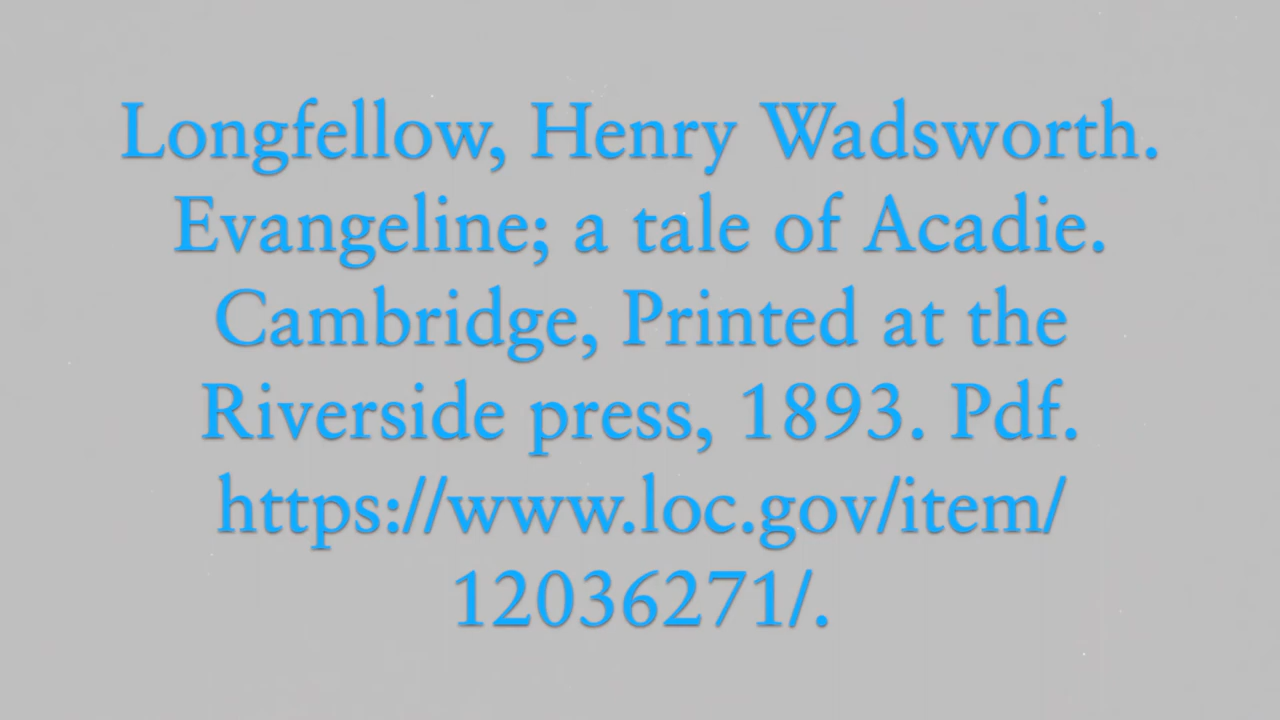 Longfellow, Henry Wadsworth.
Evangeline; a tale of Acadie.
Cambridge, Printed at the
Riverside press, 1893. Pdf.
https://www.loc.gov/item/
12036271/.